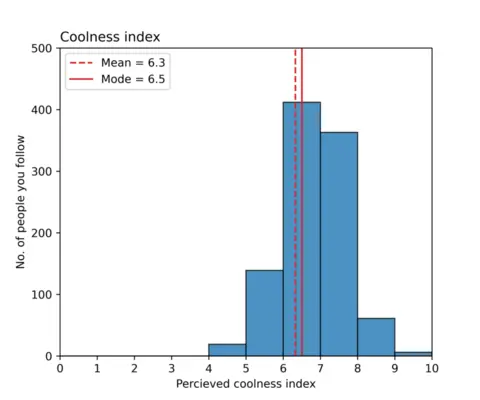 Coolness index
500
Mean = 6.3
Mode = 6.5
400
300
200
100
0
No. of people you follow
0 1 2 3 4 5 6 7 8 9 10
Percieved coolness index